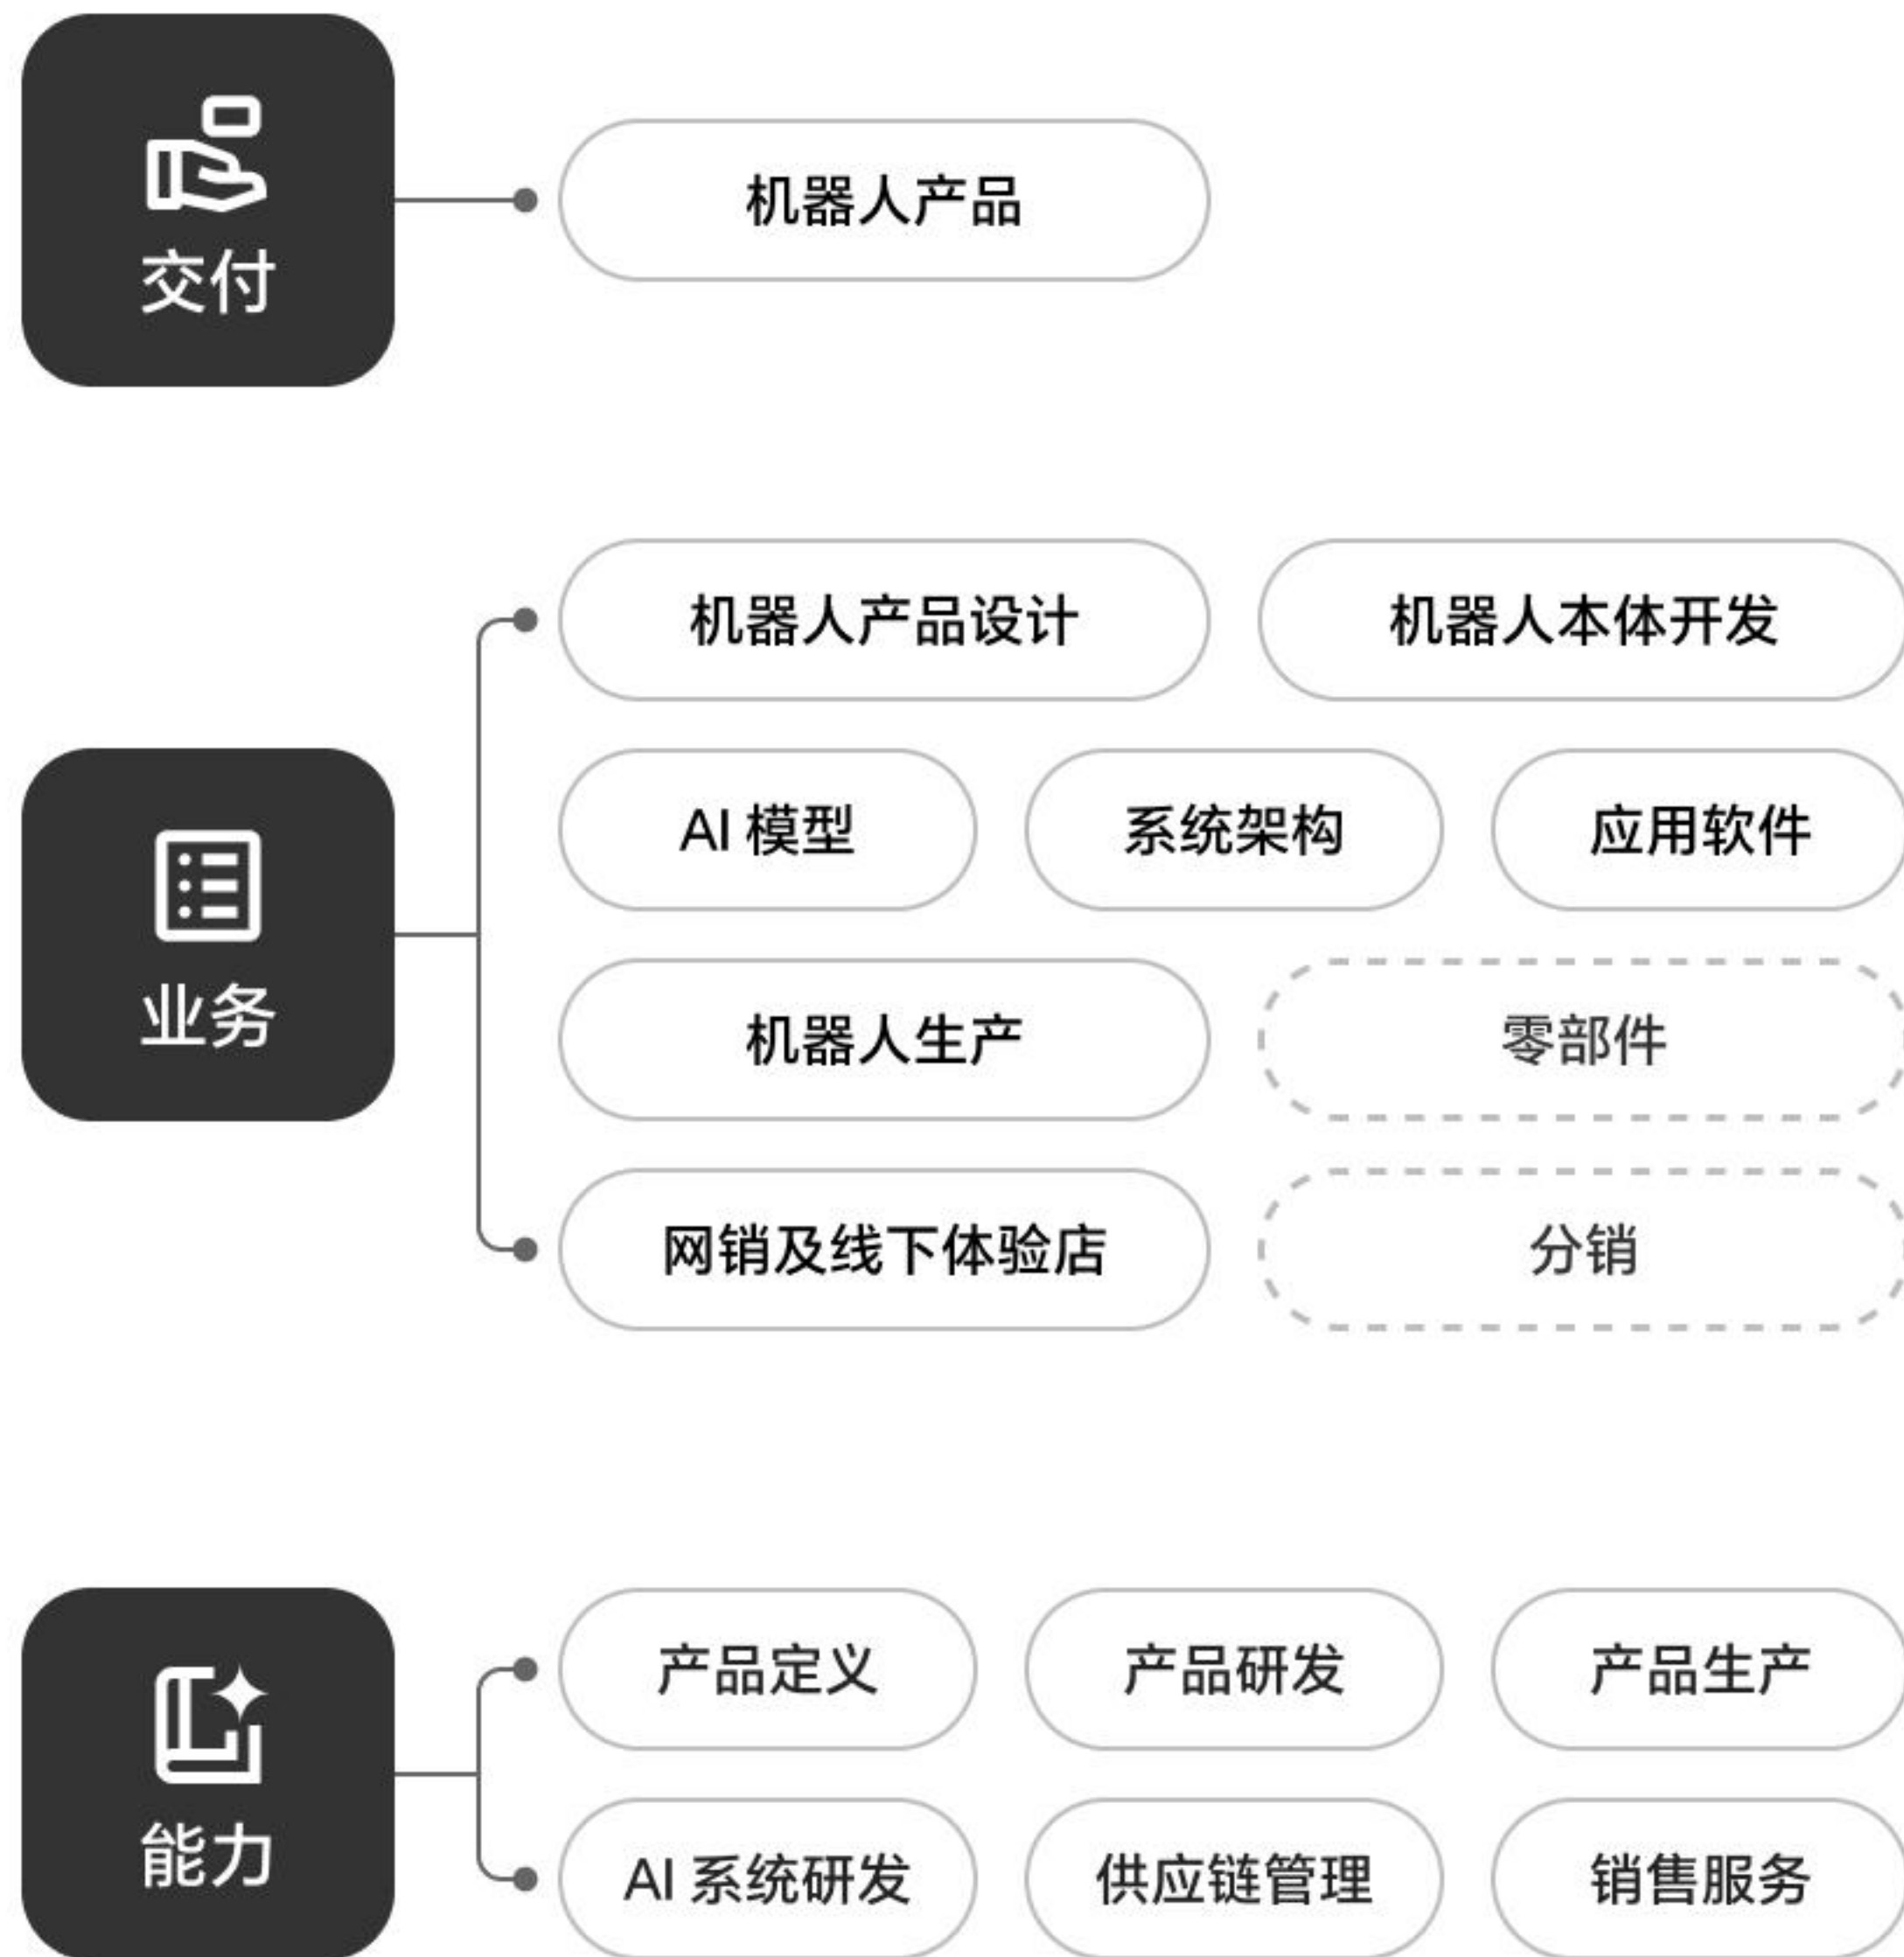 交付
机器人产品
业务
机器人产品设计
机器人本体开发
AI 模型
系统架构
应用软件
机器人生产
零部件
网销及线下体验店
分销
能力
产品定义
产品研发
产品生产
AI 系统研发
供应链管理
销售服务